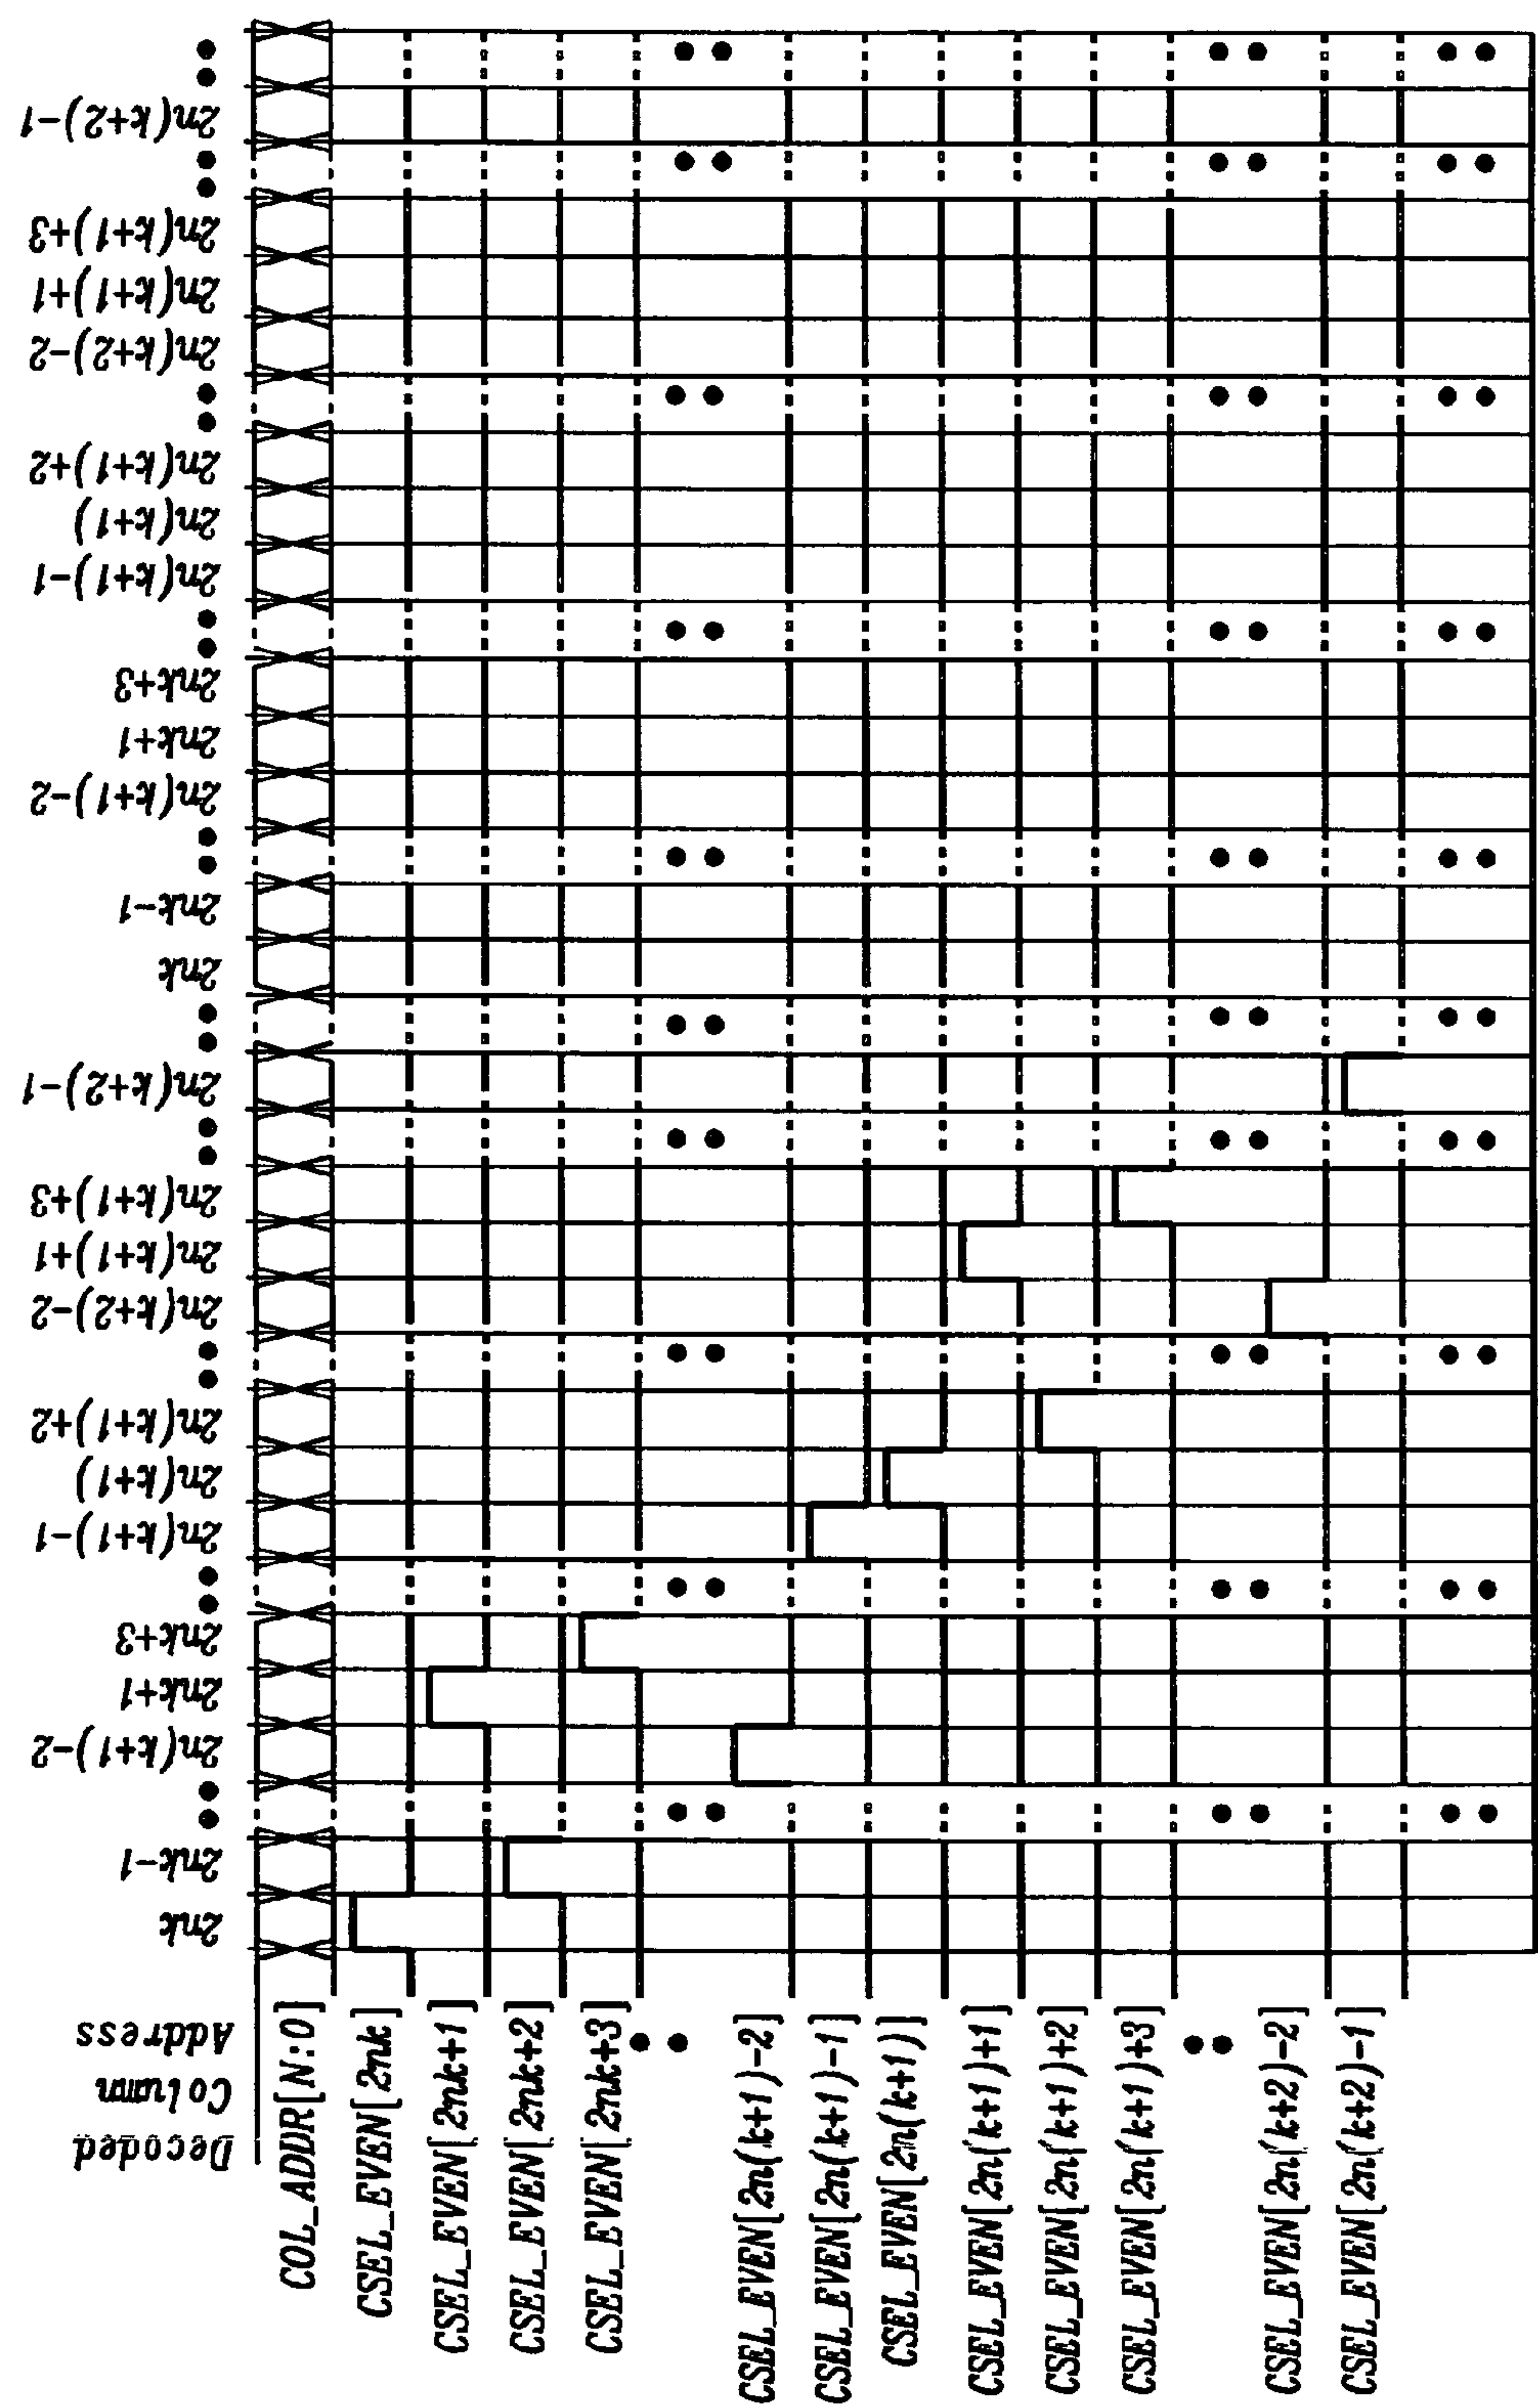 Decoded
Column
Address
2nk
2nk-1
2n(k+1)-2
2nk+1
2nk+3
2n(k+1)-1
2n(k+1)
2n(k+1)+2
2n(k+2)-2
2n(k+1)+1
2n(k+1)+3
2n(k+2)-1
2nk
2nk-1
2n(k+1)-2
2nk+1
2nk+3
2n(k+1)-1
2n(k+1)
2n(k+1)+2
2n(k+2)-2
2n(k+1)+1
2n(k+1)+3
2n(k+2)-1
COL_ADDR[N:0]
CSEL_EVEN[2nk]
CSEL_EVEN[2nk+1]
CSEL_EVEN[2nk+2]
CSEL_EVEN[2nk+3]
CSEL_EVEN[2n(k+1)-2]
CSEL_EVEN[2n(k+1)-1]
CSEL_EVEN[2n(k+1)]
CSEL_EVEN[2n(k+1)+1]
CSEL_EVEN[2n(k+1)+2]
CSEL_EVEN[2n(k+1)+3]
CSEL_EVEN[2n(k+2)-2]
CSEL_EVEN[2n(k+2)-1]